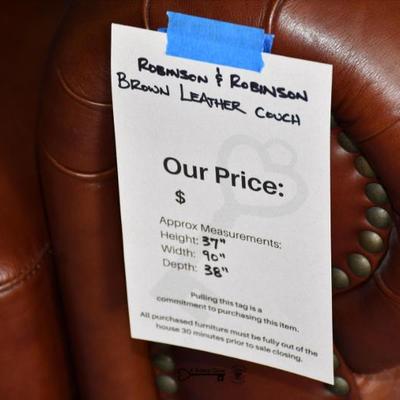 ROBINSON & ROBINSON
BROWN LEATHER COUCH
Our Price:
$
Approx Measurements:
Height: 37"
Width: 90"
Depth: 38"
Pulling this tag is a
commitment to purchasing this item.
All purchased furniture must be fully out of the
house 30 minutes prior to sale closing.